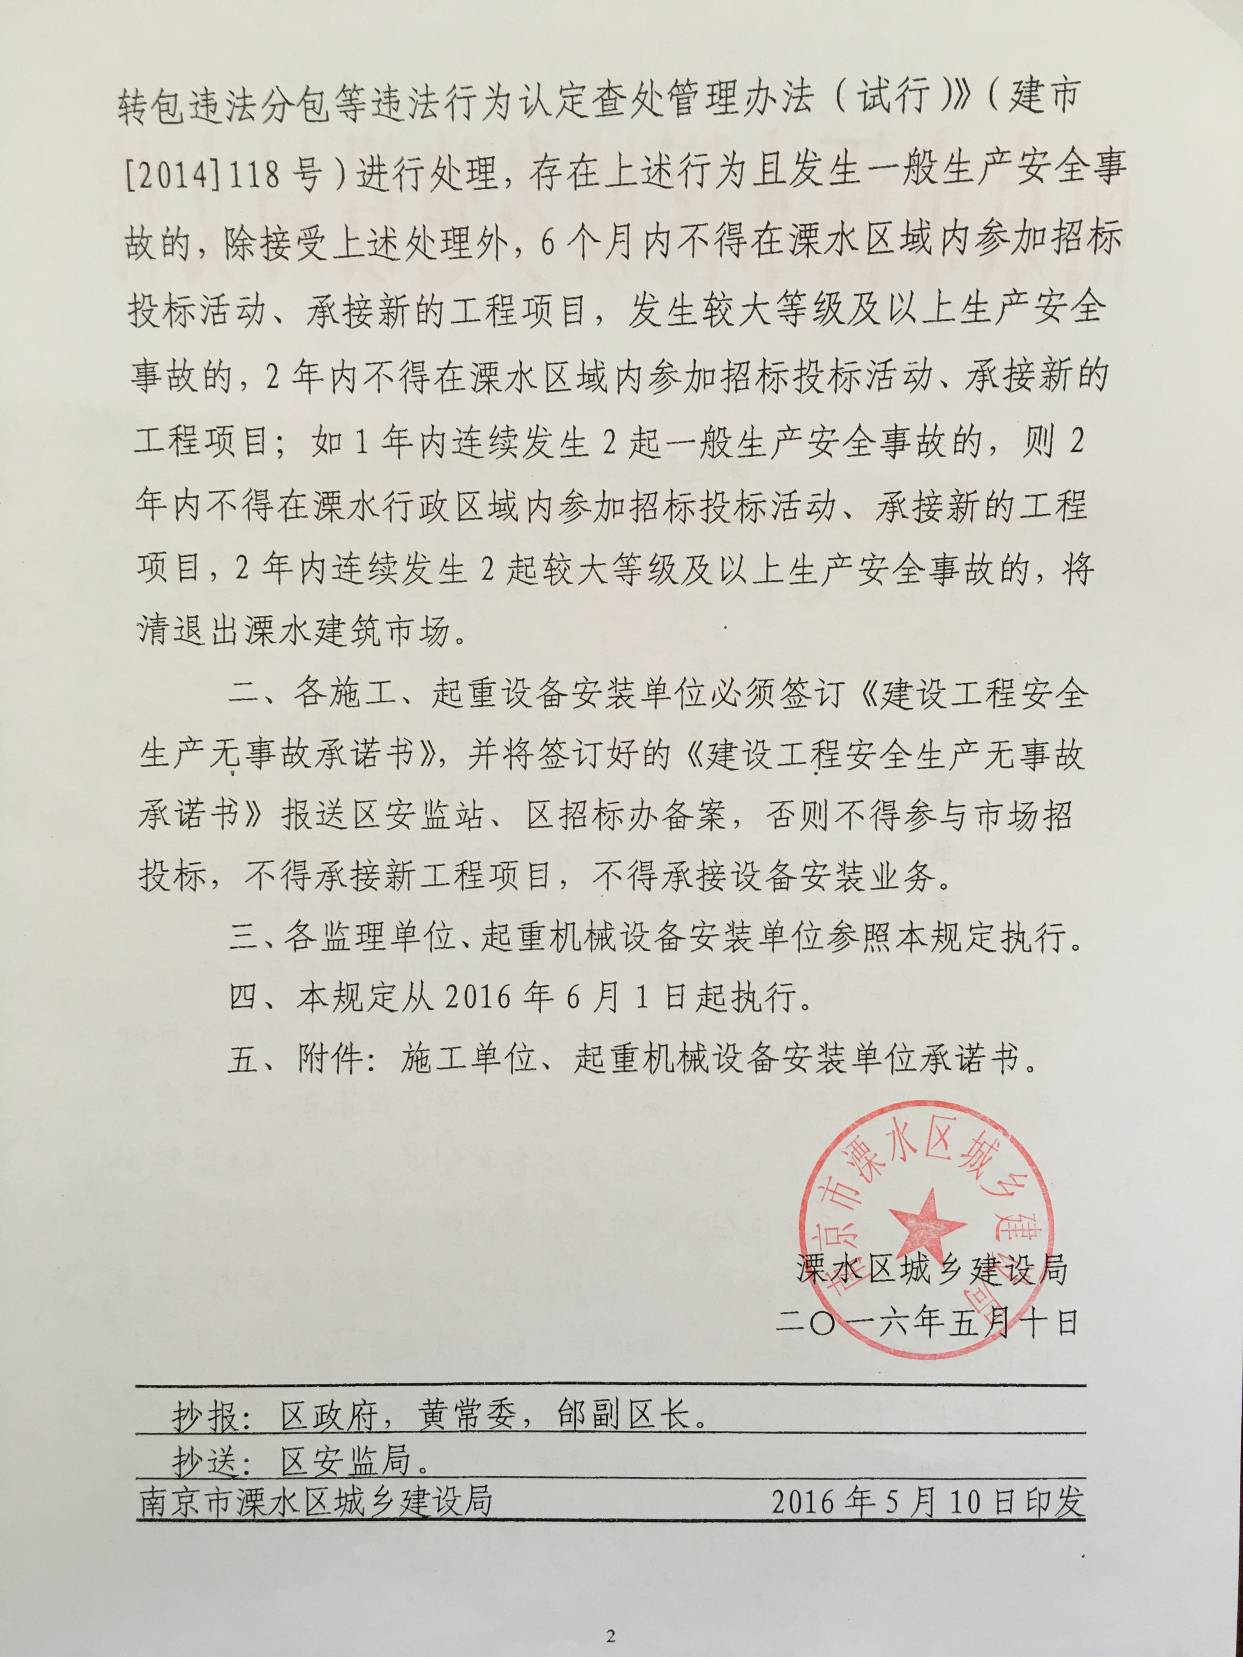 转包违法分包等违法行为认定查处管理办法（试行）》（建市
[2014]118号)进行处理，存在上述行为且发生一般生产安全事
故的，除接受上述处理外，6个月内不得在溧水区域内参加招标
投标活动、承接新的工程项目，发生较大等级及以上生产安全
事故的，2年内不得在溧水区域内参加招标投标活动、承接新的
工程项目；如1年内连续发生2起一般生产安全事故的，则2
年内不得在溧水行政区域内参加招标投标活动、承接新的工程
项目，2年内连续发生2起较大等级及以上生产安全事故的，将
清退出溧水建筑市场。
二、各施工、起重设备安装单位必须签订《建设工程安全
生产无事故承诺书》，并将签订好的《建设工程安全生产无事故
承诺书》报送区安监站、区招标办备案，否则不得参与市场招
投标，不得承接新工程项目，不得承接设备安装业务。
三、各监理单位、起重机械设备安装单位参照本规定执行。
四、本规定从2016年6月1日起执行。
五、附件：施工单位、起重机械设备安装单位承诺书。
南京市溧水区城乡建设局
溧水区城乡建设局
二〇一六年五月十日
抄报：区政府，黄常委，邰副区长。
抄送：区安监局。
南京市溧水区城乡建设局 2016年5月10日印发
2